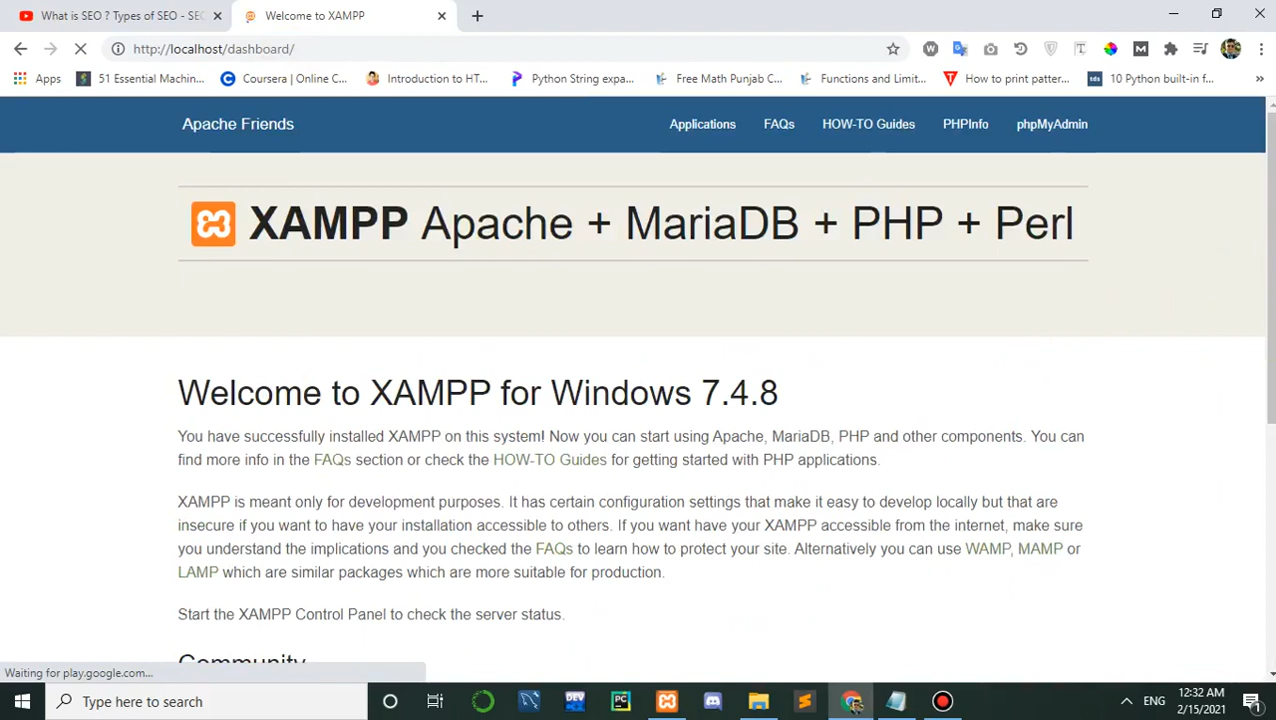 What is SEO ? Types of SEO - SEO
Welcome to XAMPP
http://localhost/dashboard/
Apps
51 Essential Machin...
Coursera | Online C...
Introduction to HT...
Python String expa...
Free Math Punjab C...
Functions and Limit...
How to print patter...
10 Python built-in f...
Apache Friends
Applications
FAQs
HOW-TO Guides
PHPInfo
phpMyAdmin
XAMPP Apache + MariaDB + PHP + Perl
Welcome to XAMPP for Windows 7.4.8
You have successfully installed XAMPP on this system! Now you can start using Apache, MariaDB, PHP and other components. You can
find more info in the FAQs section or check the HOW-TO Guides for getting started with PHP applications.
XAMPP is meant only for development purposes. It has certain configuration settings that make it easy to develop locally but that are
insecure if you want to have your installation accessible to others. If you want have your XAMPP accessible from the internet, make sure
you understand the implications and you checked the FAQs to learn how to protect your site. Alternatively you can use WAMP, MAMP or
LAMP which are similar packages which are more suitable for production.
Start the XAMPP Control Panel to check the server status.
Community
Waiting for play.google.com...
Type here to search
ENG
12:32 AM
2/15/2021